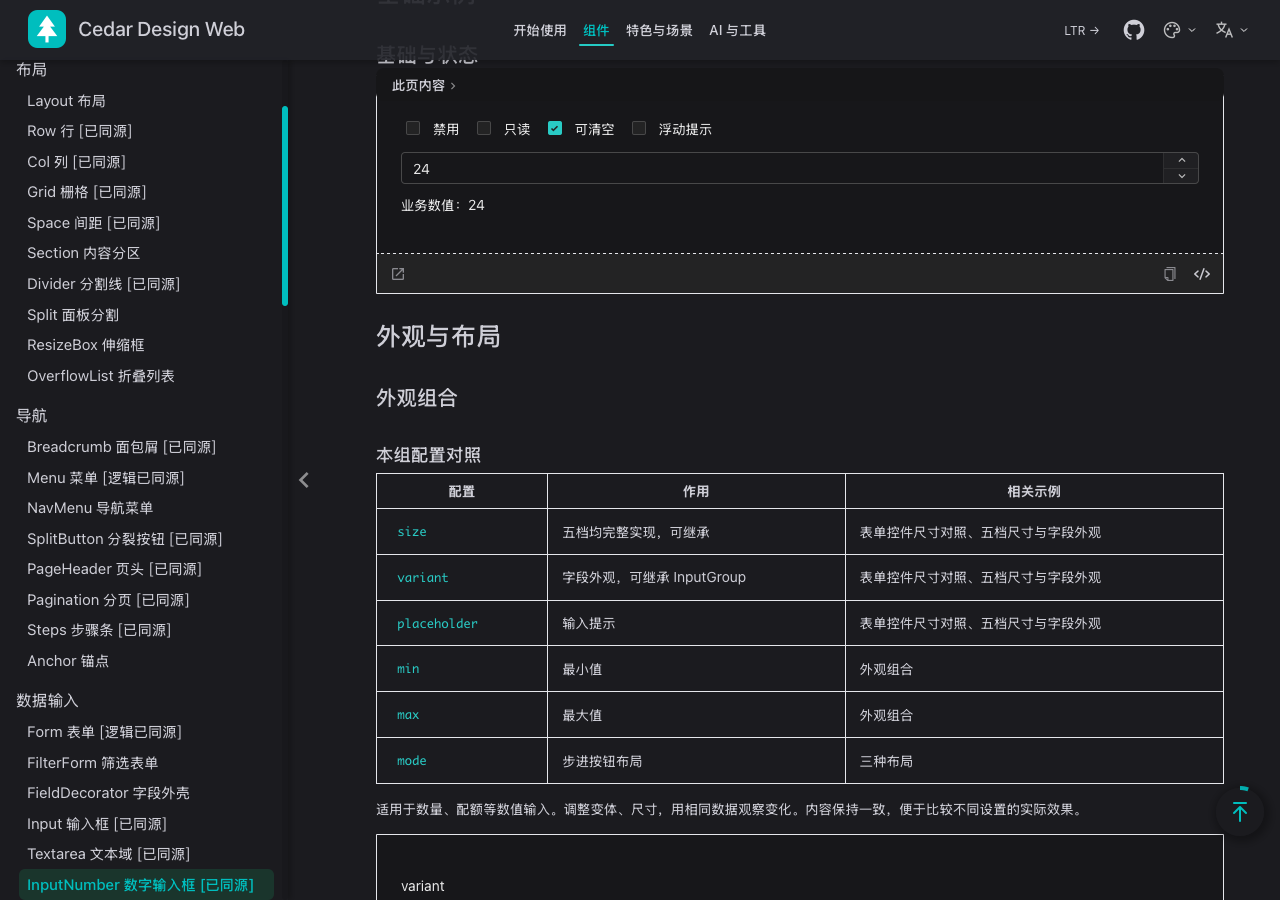 Cedar Design Web
开始使用
组件
特色与场景
AI 与工具
LTR →
布局
Layout 布局
Row 行 [已同源]
Col 列 [已同源]
Grid 栅格 [已同源]
Space 间距 [已同源]
Section 内容分区
Divider 分割线 [已同源]
Split 面板分割
ResizeBox 伸缩框
OverflowList 折叠列表
导航
Breadcrumb 面包屑 [已同源]
Menu 菜单 [逻辑已同源]
NavMenu 导航菜单
SplitButton 分裂按钮 [已同源]
PageHeader 页头 [已同源]
Pagination 分页 [已同源]
Steps 步骤条 [已同源]
Anchor 锚点
数据输入
Form 表单 [逻辑已同源]
FilterForm 筛选表单
FieldDecorator 字段外壳
Input 输入框 [已同源]
Textarea 文本域 [已同源]
InputNumber 数字输入框 [已同源]
基础与状态
此页内容 ›
禁用 只读 可清空 浮动提示
24
业务数值：24
外观与布局
外观组合
本组配置对照
配置 作用 相关示例
size 五档均完整实现，可继承 表单控件尺寸对照、五档尺寸与字段外观
variant 字段外观，可继承 InputGroup 表单控件尺寸对照、五档尺寸与字段外观
placeholder 输入提示 表单控件尺寸对照、五档尺寸与字段外观
min 最小值 外观组合
max 最大值 外观组合
mode 步进按钮布局 三种布局
适用于数量、配额等数值输入。调整变体、尺寸，用相同数据观察变化。内容保持一致，便于比较不同设置的实际效果。
variant